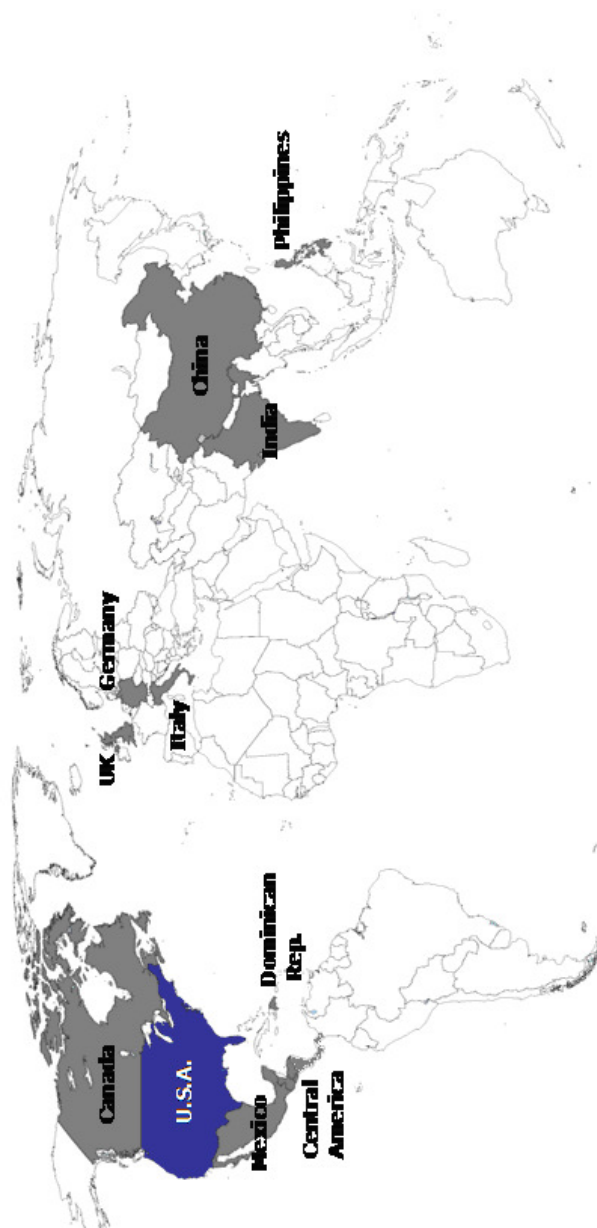 Canada
U.S.A.
Mexico
Central
America
Dominican
Rep.
UK
Germany
Italy
China
India
Philippines